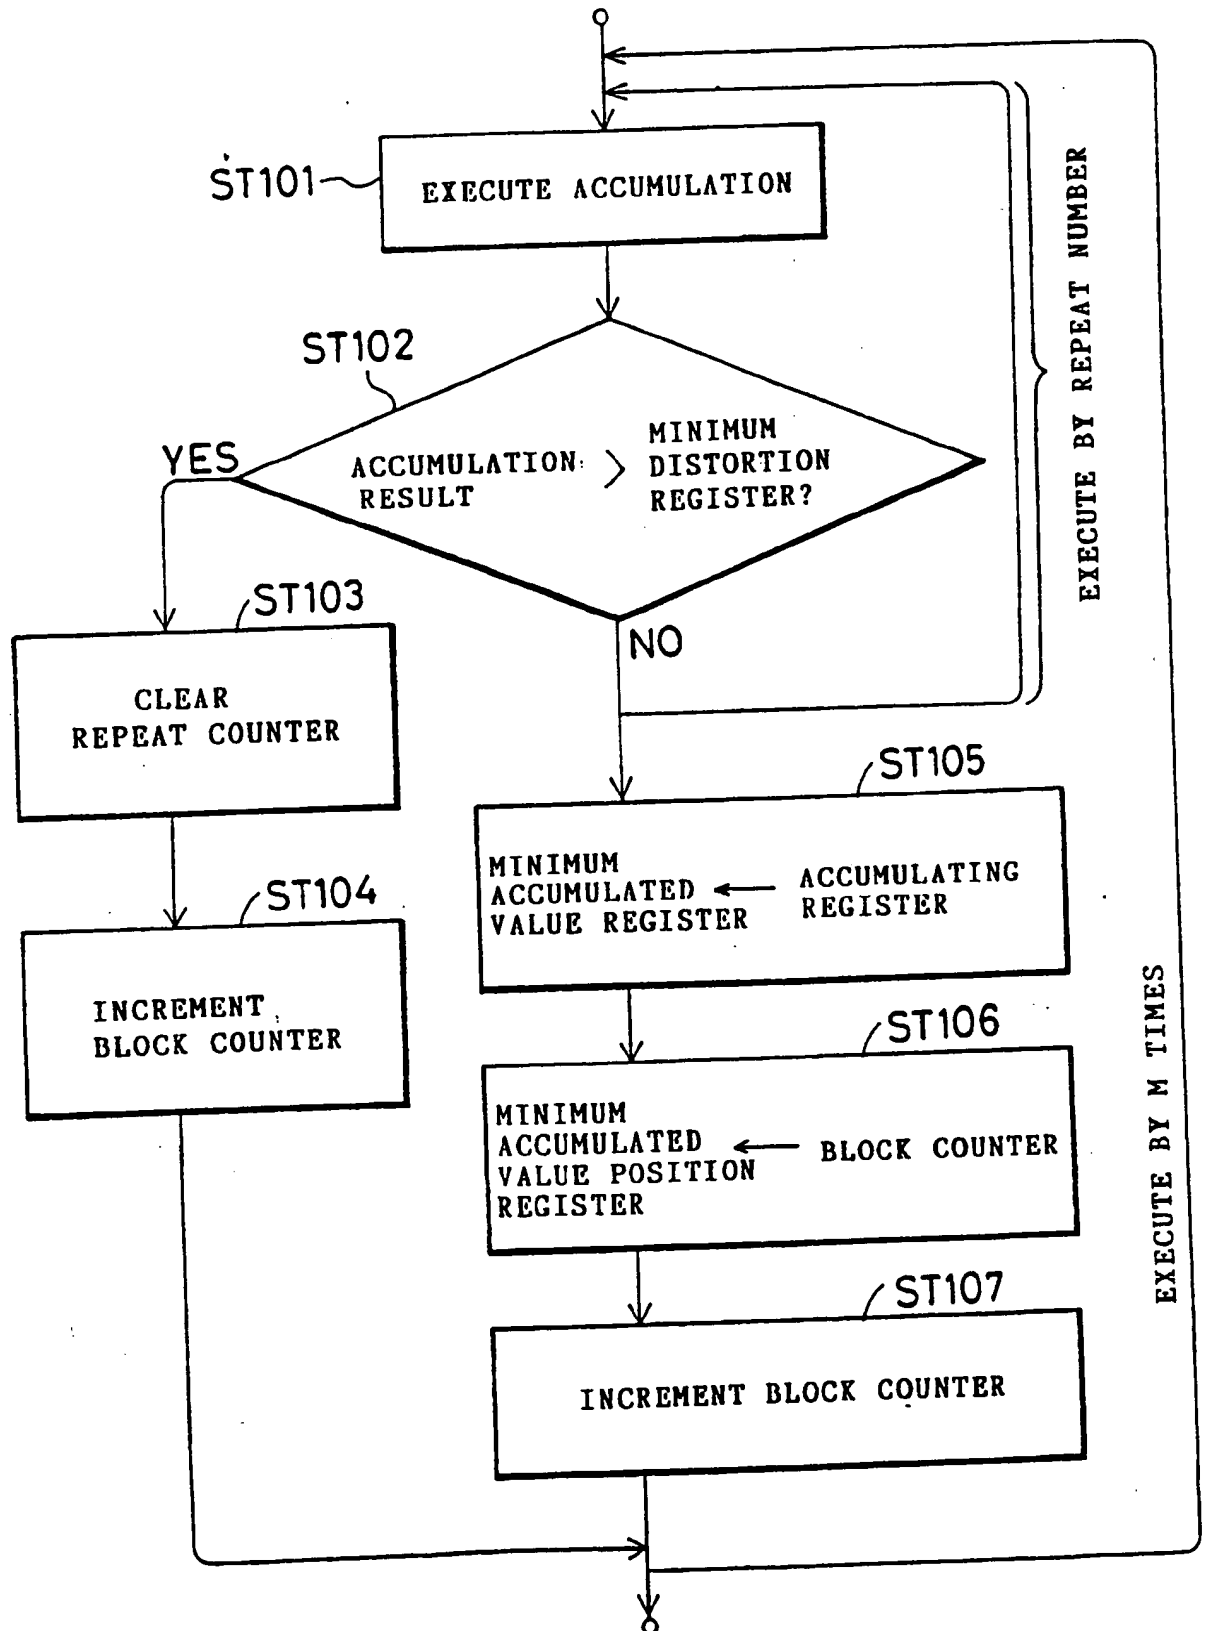 ST101
EXECUTE ACCUMULATION
ST102
YES
ACCUMULATION
RESULT
>
MINIMUM
DISTORTION
REGISTER?
NO
EXECUTE BY REPEAT NUMBER
ST103
CLEAR
REPEAT COUNTER
ST104
INCREMENT
BLOCK COUNTER
ST105
MINIMUM
ACCUMULATED
VALUE REGISTER
←
ACCUMULATING
REGISTER
ST106
MINIMUM
ACCUMULATED
VALUE POSITION
REGISTER
←
BLOCK COUNTER
ST107
INCREMENT BLOCK COUNTER
EXECUTE BY M TIMES